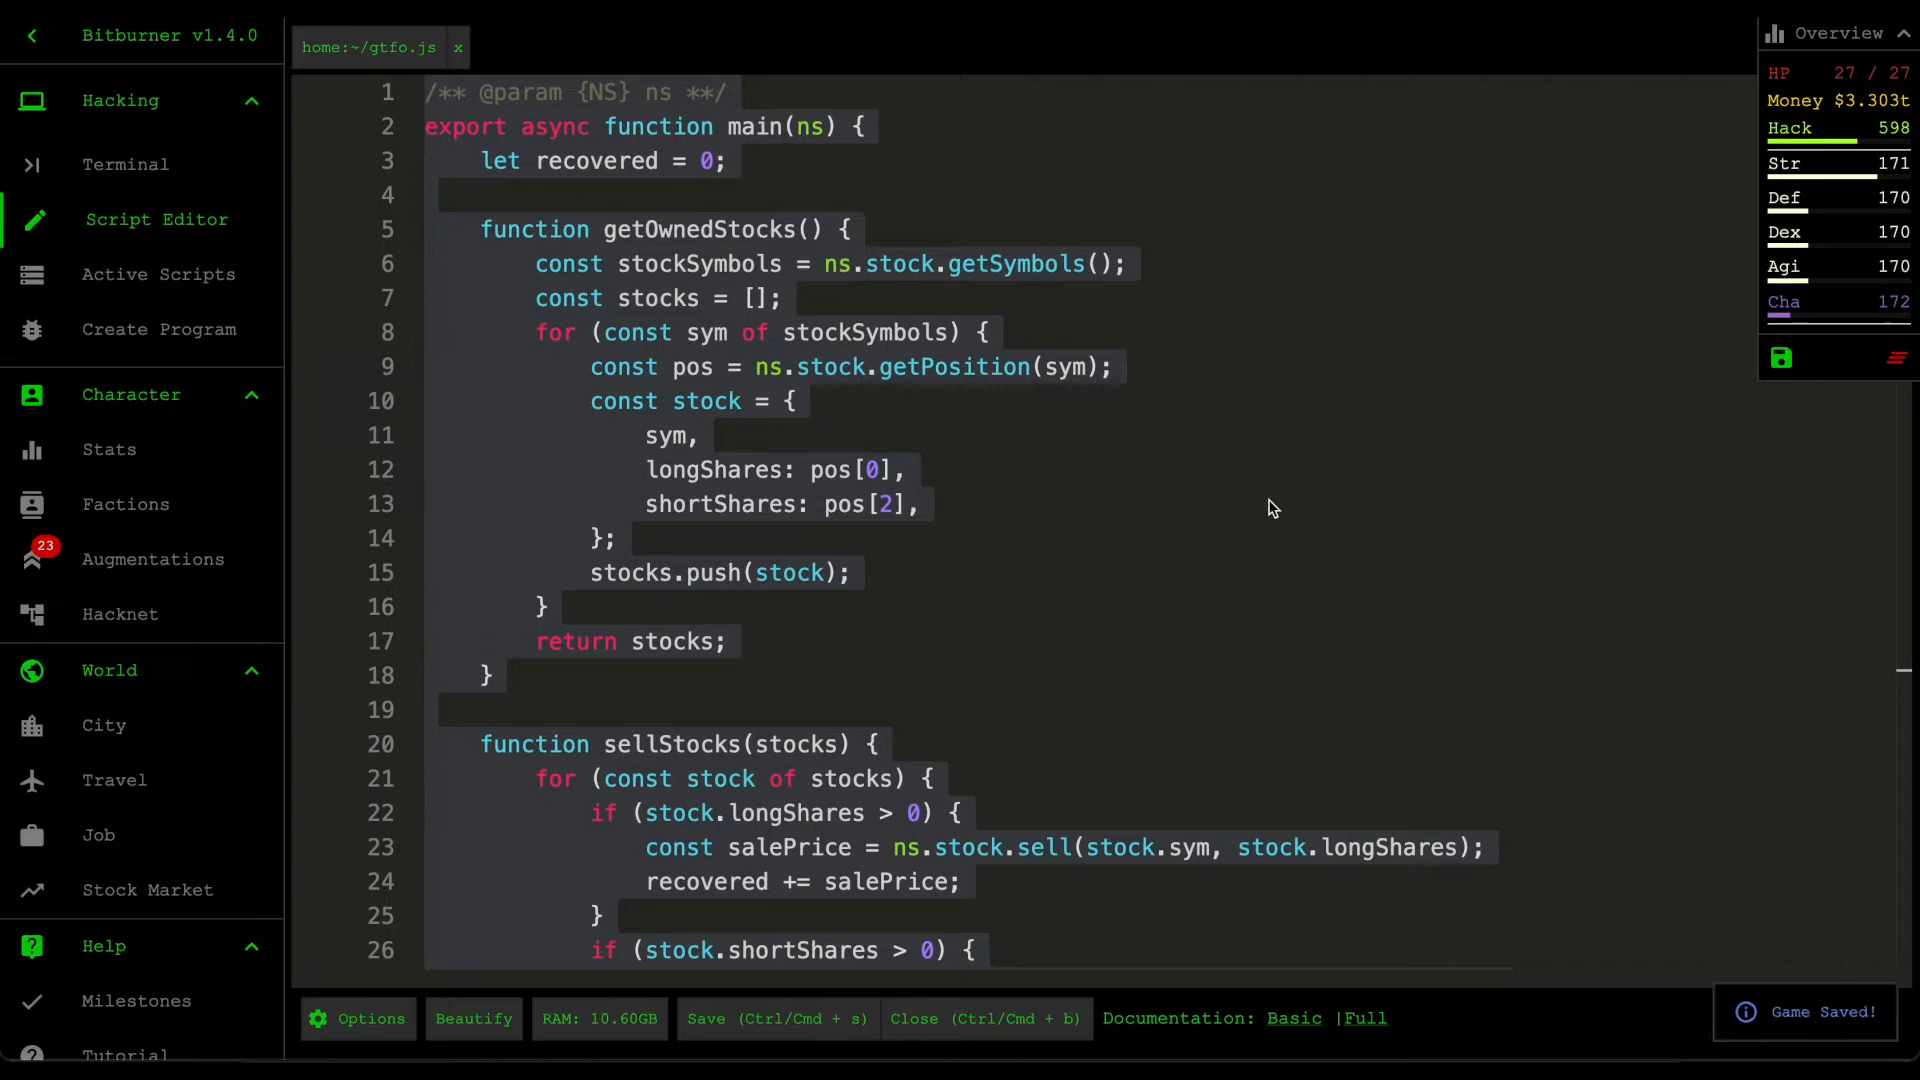 Bitburner v1.4.0
Hacking
Terminal
Script Editor
Active Scripts
Create Program
Character
Stats
Factions
23
Augmentations
Hacknet
World
City
Travel
Job
Stock Market
Help
Milestones
Tutorial
home:~/gtfo.js x
1 /** @param {NS} ns **/
2 export async function main(ns) {
3 let recovered = 0;
4
5 function getOwnedStocks() {
6 const stockSymbols = ns.stock.getSymbols();
7 const stocks = [];
8 for (const sym of stockSymbols) {
9 const pos = ns.stock.getPosition(sym);
10 const stock = {
11 sym,
12 longShares: pos[0],
13 shortShares: pos[2],
14 };
15 stocks.push(stock);
16 }
17 return stocks;
18 }
19
20 function sellStocks(stocks) {
21 for (const stock of stocks) {
22 if (stock.longShares > 0) {
23 const salePrice = ns.stock.sell(stock.sym, stock.longShares);
24 recovered += salePrice;
25 }
26 if (stock.shortShares > 0) {
Options Beautify RAM: 10.60GB Save (Ctrl/Cmd + s) Close (Ctrl/Cmd + b) Documentation: Basic |Full
Overview
HP 27 / 27
Money $3.303t
Hack 598
Str 171
Def 170
Dex 170
Agi 170
Cha 172
Game Saved!